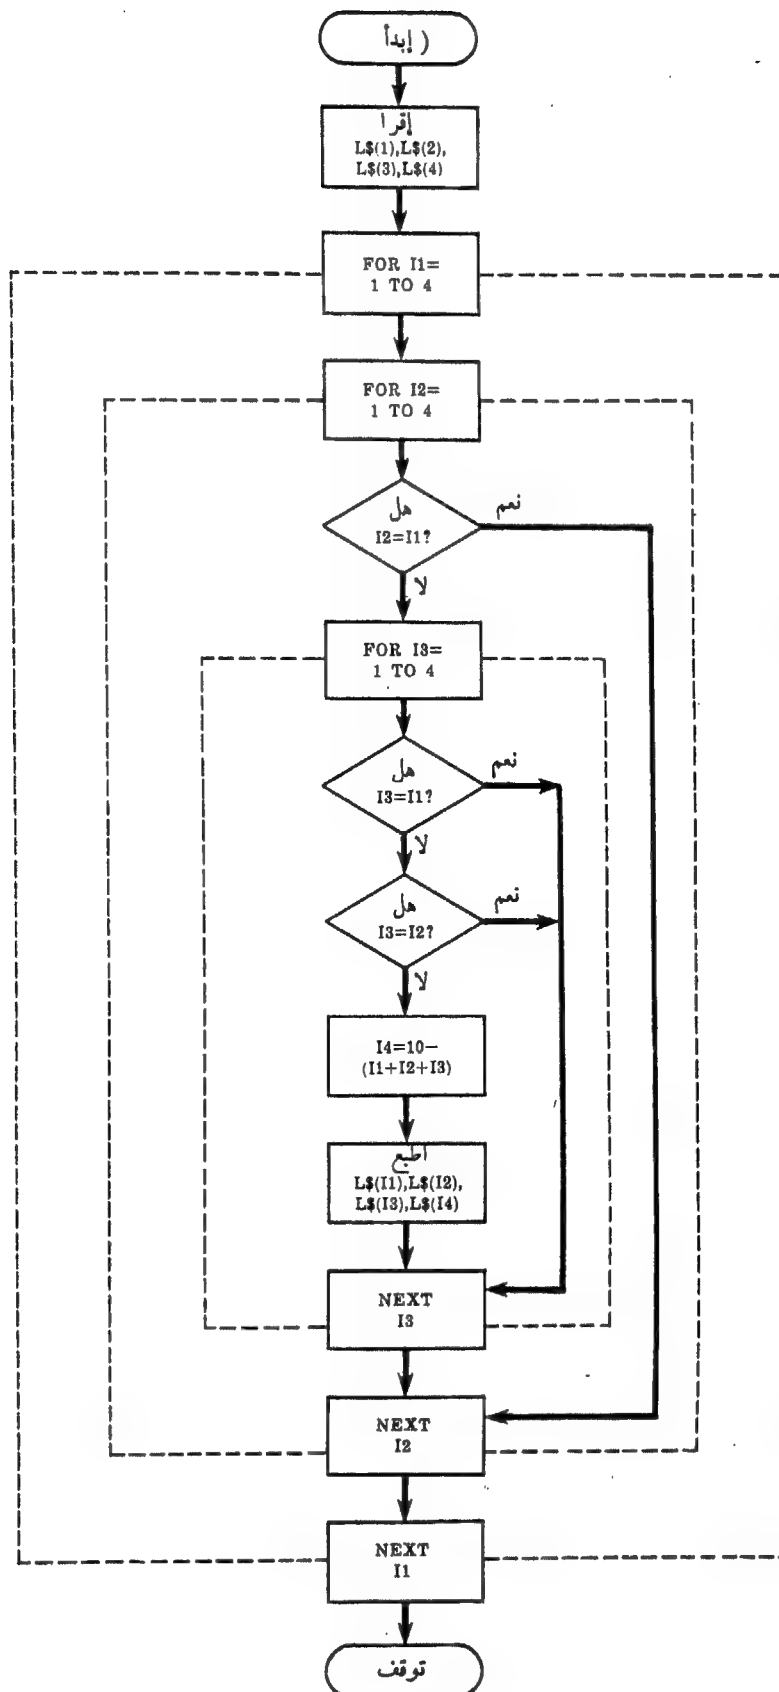 ( إبدأ
إقرا
L$(1),L$(2),
L$(3),L$(4)
FOR I1=
1 TO 4
FOR I2=
1 TO 4
هل
I2=I1?
نعم
لا
FOR I3=
1 TO 4
هل
I3=I1?
نعم
لا
هل
I3=I2?
نعم
لا
I4=10−
(I1+I2+I3)
اطبع
L$(I1),L$(I2),
L$(I3),L$(I4)
NEXT
I3
NEXT
I2
NEXT
I1
توقف